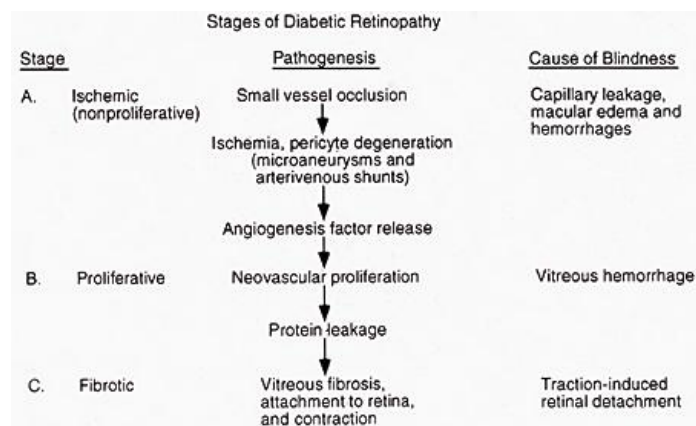 Stages of Diabetic Retinopathy
Stage Pathogenesis Cause of Blindness
A. Ischemic (nonproliferative)
Small vessel occlusion
Capillary leakage,
macular edema and
hemorrhages
Ischemia, pericyte degeneration
(microaneurysms and
arterivenous shunts)
Angiogenesis factor release
B. Proliferative
Neovascular proliferation
Vitreous hemorrhage
Protein leakage
C. Fibrotic
Vitreous fibrosis,
attachment to retina,
and contraction
Traction-induced
retinal detachment